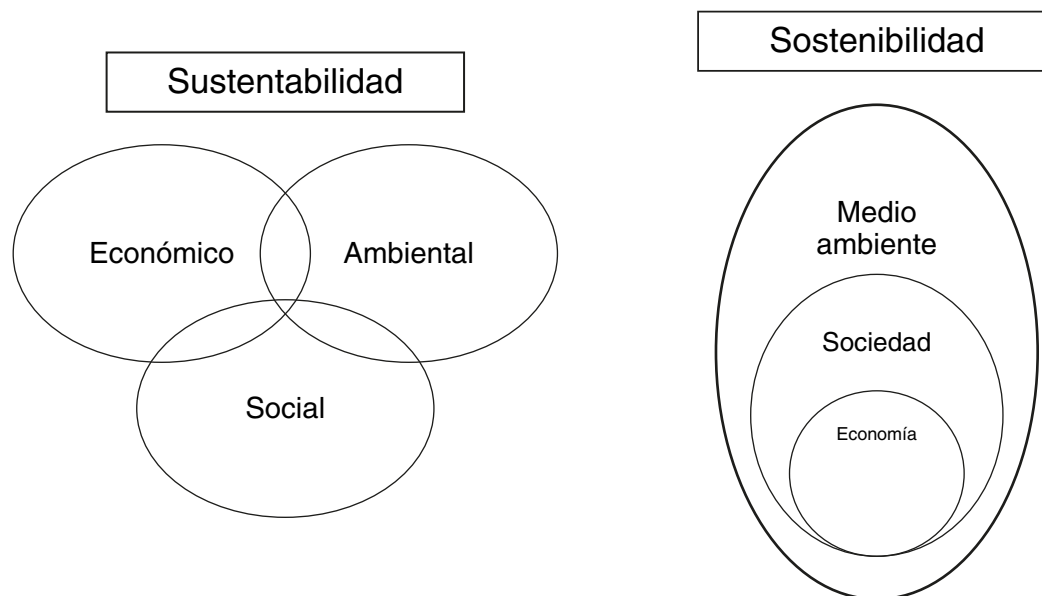 Sustentabilidad
Económico
Ambiental
Social
Sostenibilidad
Medio
ambiente
Sociedad
Economía